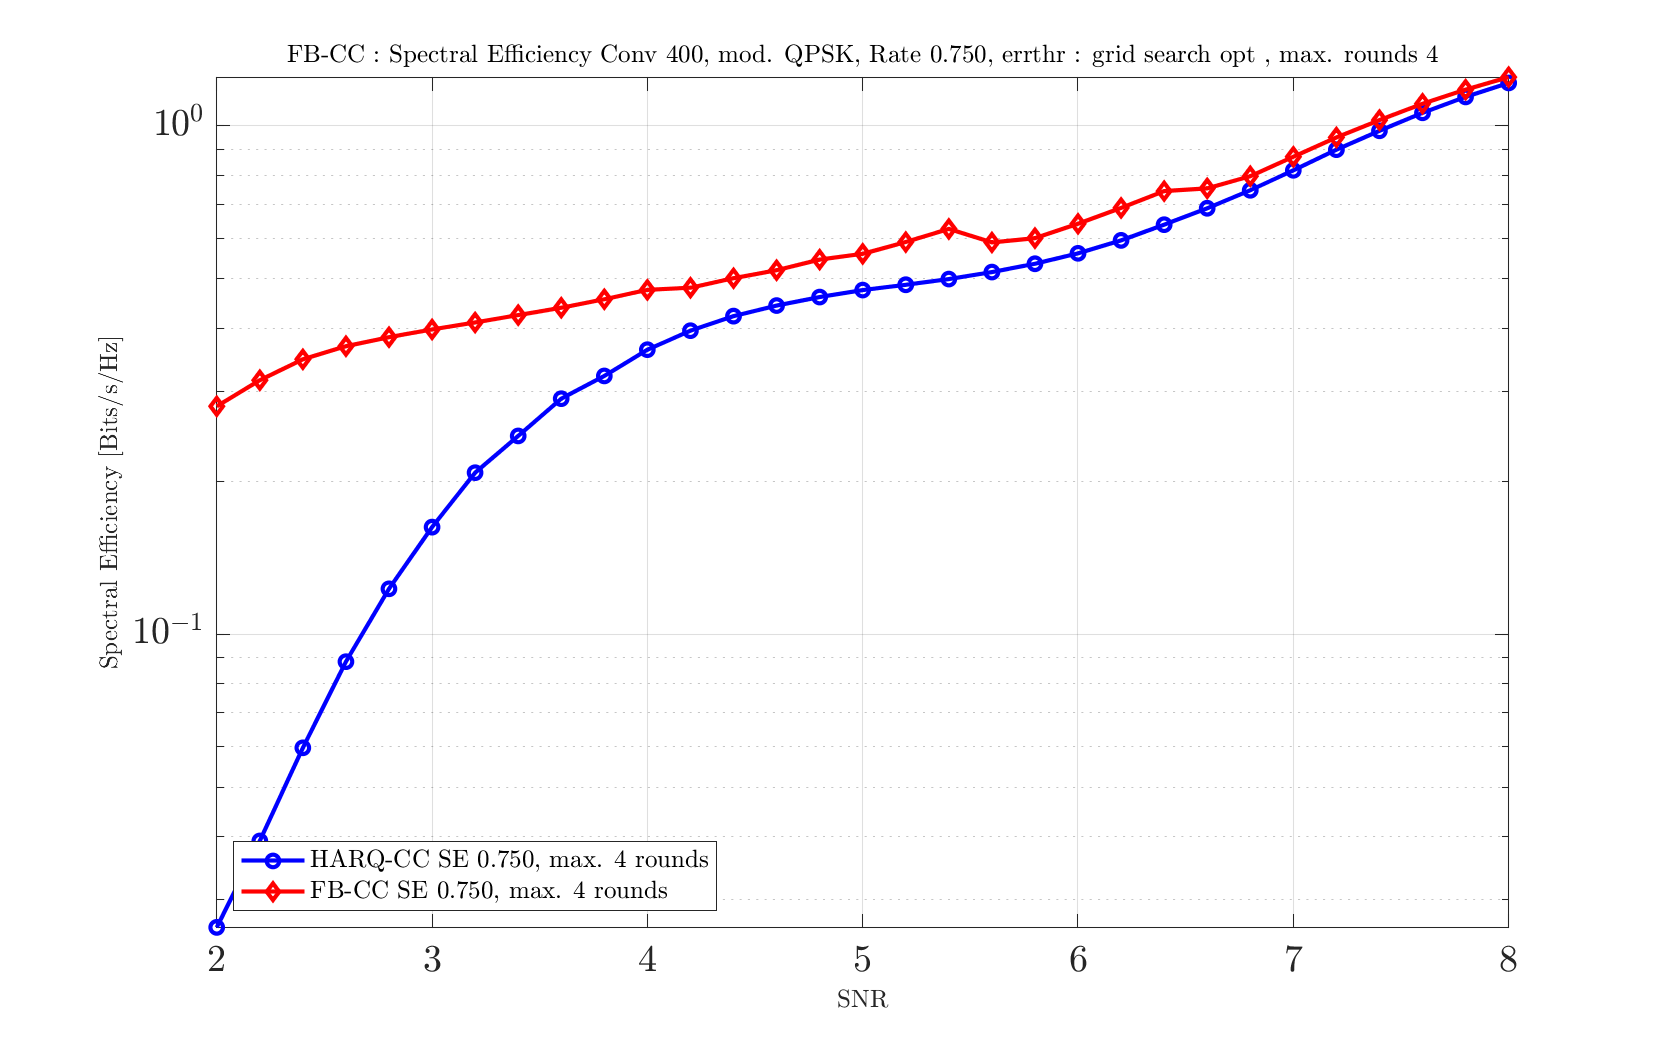 FB-CC : Spectral Efficiency Conv 400, mod. QPSK, Rate 0.750, errthr : grid search opt , max. rounds 4
10^0
10^{-1}
Spectral Efficiency [Bits/s/Hz]
HARQ-CC SE 0.750, max. 4 rounds
FB-CC SE 0.750, max. 4 rounds
2 3 4 5 6 7 8
SNR